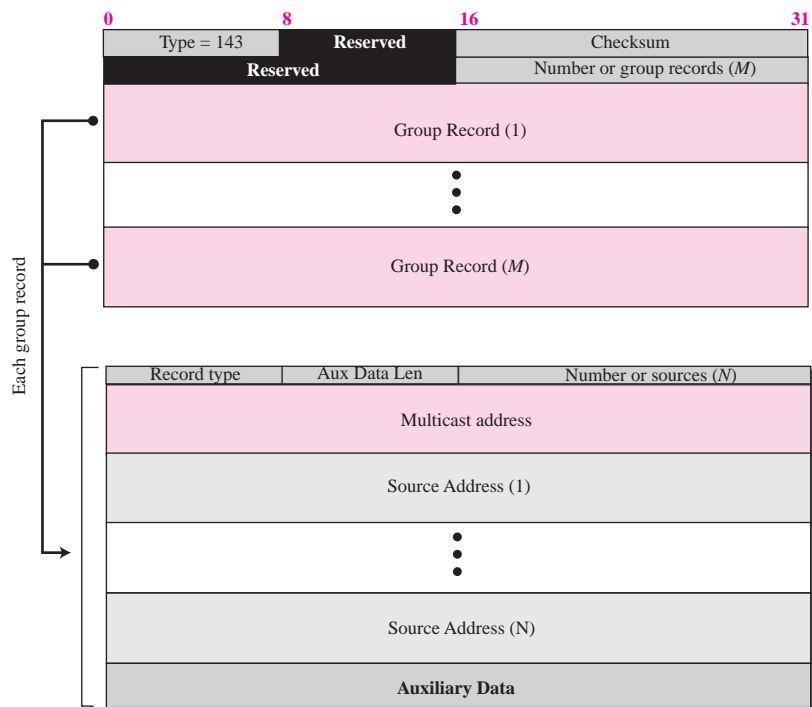 0 8 16 31
Type = 143 Reserved Checksum
Reserved Number or group records (M)
Group Record (1)
Group Record (M)
Each group record
Record type Aux Data Len Number or sources (N)
Multicast address
Source Address (1)
Source Address (N)
Auxiliary Data